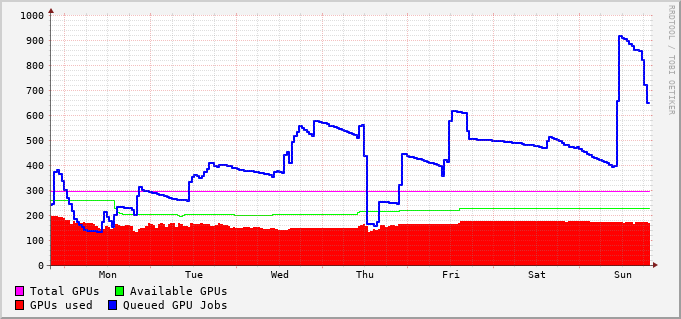 1000
900
800
700
600
500
400
300
200
100
0
Mon Tue Wed Thu Fri Sat Sun
Total GPUs Available GPUs
GPUs used Queued GPU Jobs
RRDTOOL / TOBI OETIKER